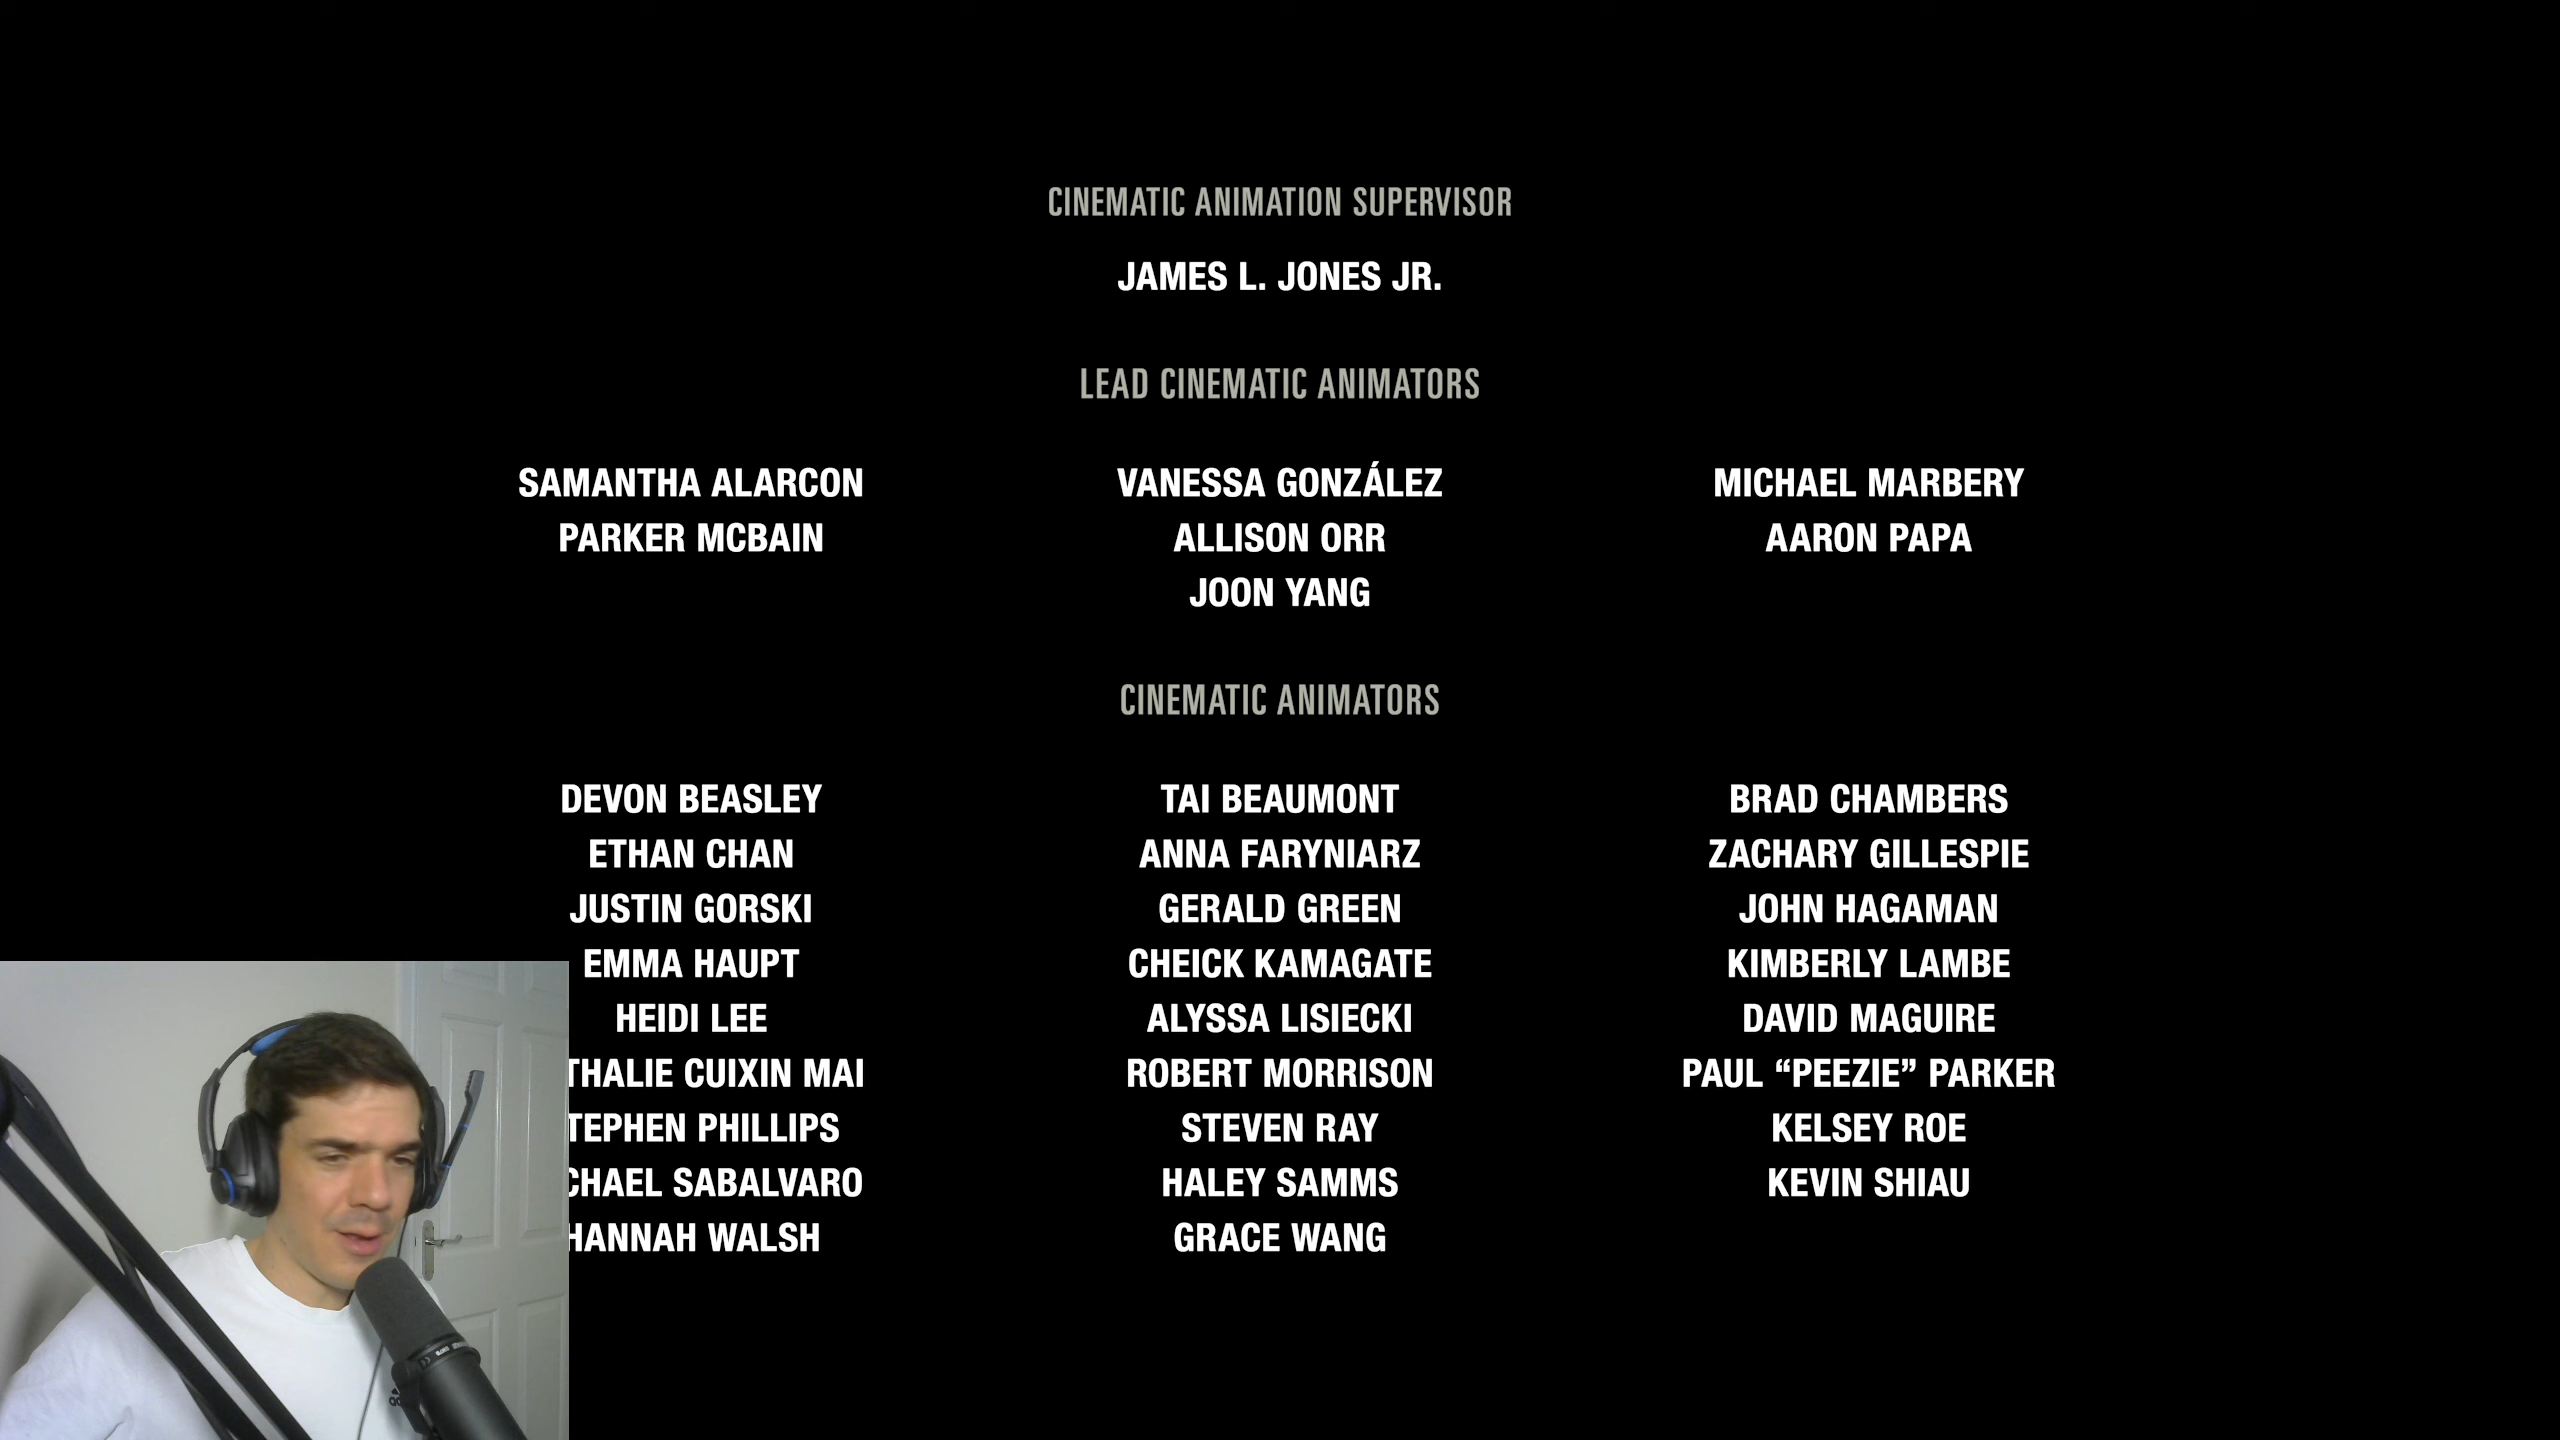 CINEMATIC ANIMATION SUPERVISOR
JAMES L. JONES JR.
LEAD CINEMATIC ANIMATORS
SAMANTHA ALARCON VANESSA GONZÁLEZ MICHAEL MARBERY
PARKER MCBAIN ALLISON ORR AARON PAPA
JOON YANG
CINEMATIC ANIMATORS
DEVON BEASLEY TAI BEAUMONT BRAD CHAMBERS
ETHAN CHAN ANNA FARYNIARZ ZACHARY GILLESPIE
JUSTIN GORSKI GERALD GREEN JOHN HAGAMAN
EMMA HAUPT CHEICK KAMAGATE KIMBERLY LAMBE
HEIDI LEE ALYSSA LISIECKI DAVID MAGUIRE
THALIE CUIXIN MAI ROBERT MORRISON PAUL “PEEZIE” PARKER
TEPHEN PHILLIPS STEVEN RAY KELSEY ROE
CHAEL SABALVARO HALEY SAMMS KEVIN SHIAU
HANNAH WALSH GRACE WANG